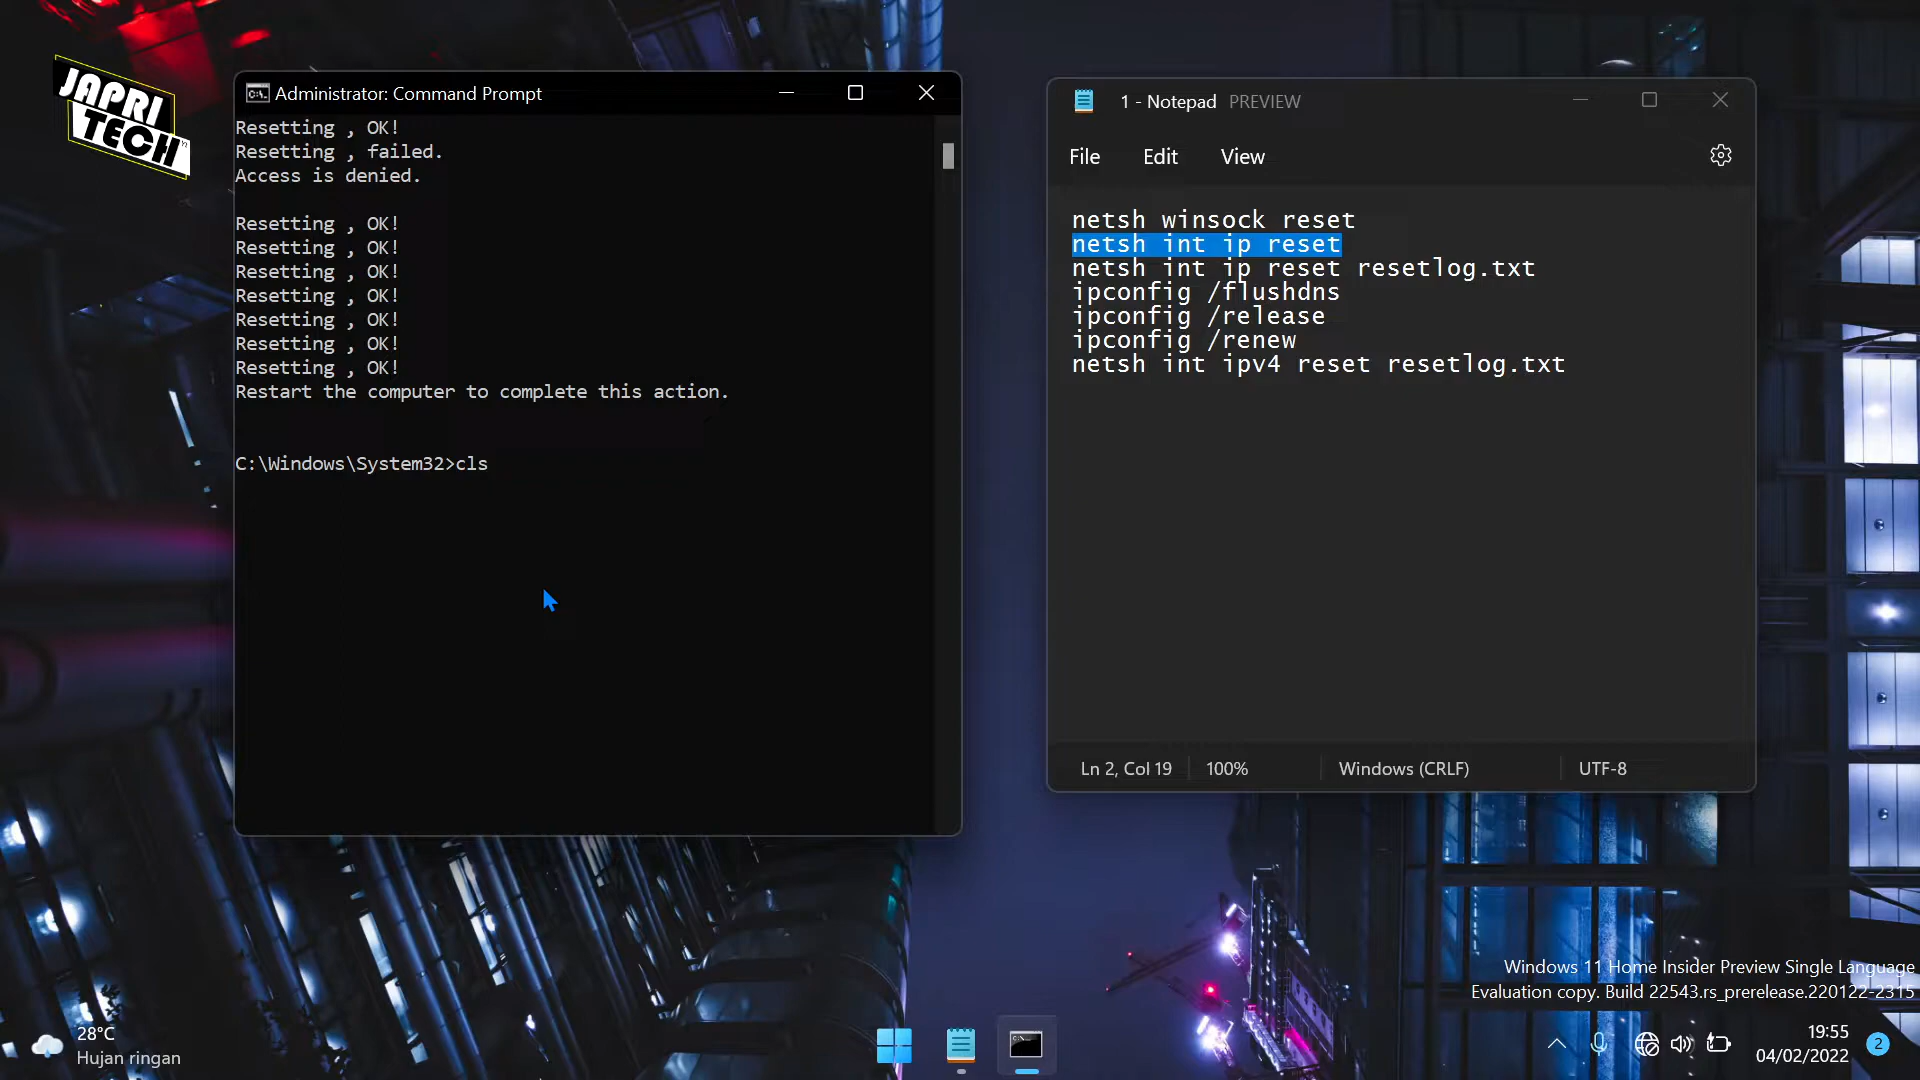 JAPRI
TECH
YT
Administrator: Command Prompt
Resetting , OK!
Resetting , failed.
Access is denied.
Resetting , OK!
Resetting , OK!
Resetting , OK!
Resetting , OK!
Resetting , OK!
Resetting , OK!
Resetting , OK!
Restart the computer to complete this action.
C:\Windows\System32>cls
1 - Notepad PREVIEW
File Edit View
netsh winsock reset
netsh int ip reset
netsh int ip reset resetlog.txt
ipconfig /flushdns
ipconfig /release
ipconfig /renew
netsh int ipv4 reset resetlog.txt
Ln 2, Col 19 100% Windows (CRLF) UTF-8
Windows 11 Home Insider Preview Single Language
Evaluation copy. Build 22543.rs_prerelease.220122-2315
28°C
Hujan ringan
19:55
04/02/2022
2